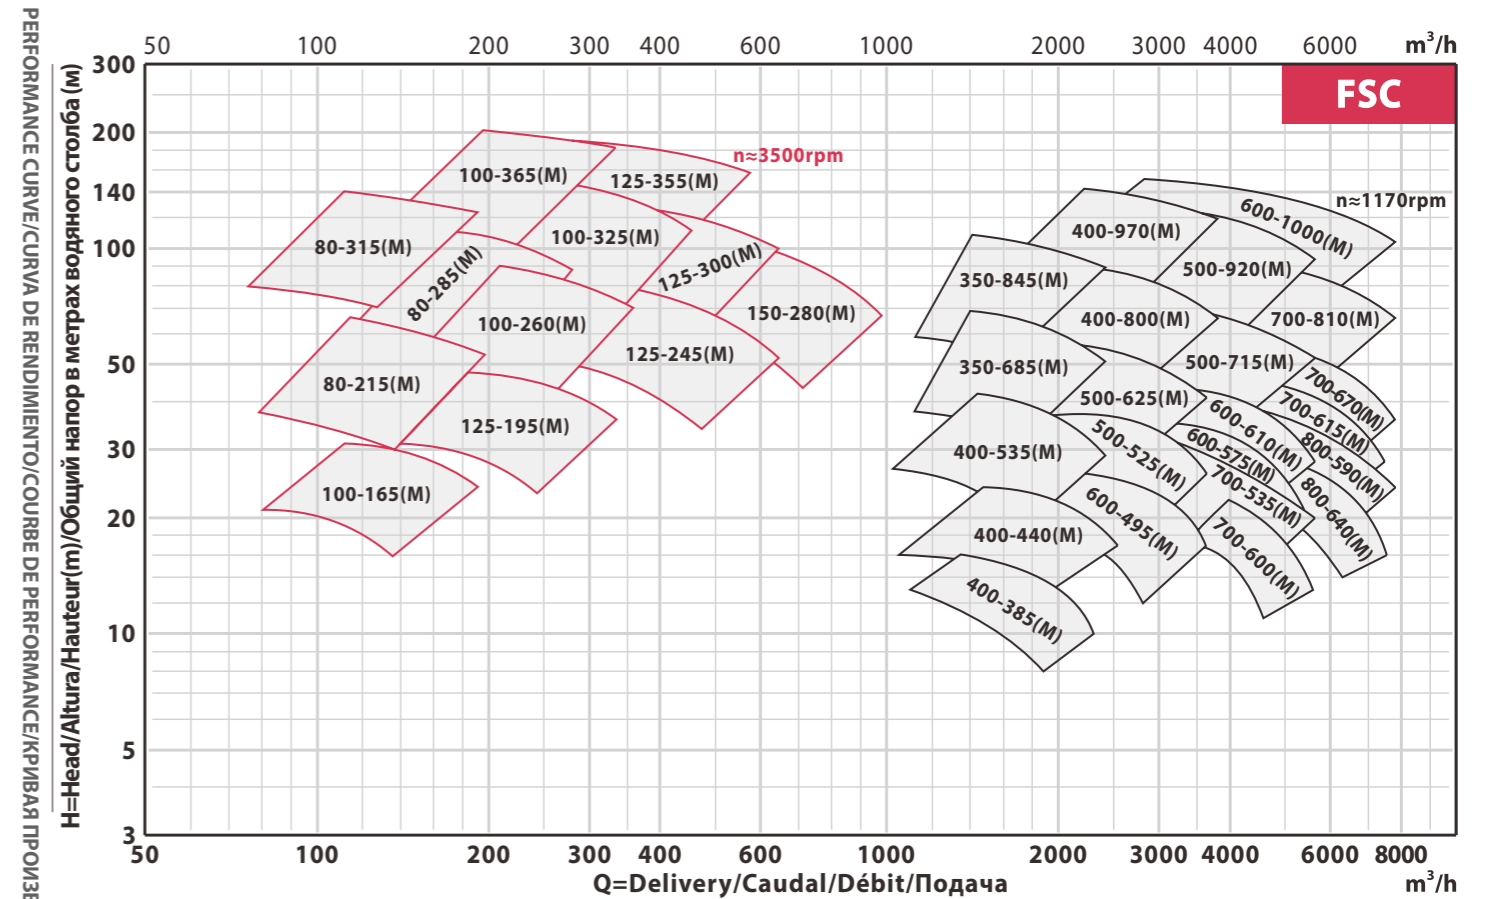 50 100 200 300 400 600 1000 2000 3000 4000 6000 m³/h
FSC
300
200
140
100
50
30
20
10
5
3
PERFORMANCE CURVE/CURVA DE RENDIMIENTO/COURBE DE PERFORMANCE/КРИВАЯ ПРОИЗВ
H=Head/Altura/Hauteur(m)/Общий напор в метрах водяного столба (м)
n≈3500rpm
100-365(M)
125-355(M)
80-315(M)
100-325(M)
80-285(M)
125-300(M)
150-280(M)
100-260(M)
125-245(M)
80-215(M)
125-195(M)
100-165(M)
n≈1170rpm
600-1000(M)
400-970(M)
500-920(M)
350-845(M)
400-800(M)
700-810(M)
350-685(M)
500-715(M)
700-670(M)
500-625(M)
700-615(M)
600-610(M)
400-535(M)
500-525(M)
600-575(M)
800-590(M)
700-535(M)
800-640(M)
400-440(M)
600-495(M)
700-600(M)
400-385(M)
50 100 200 300 400 600 1000 2000 3000 4000 6000 8000
Q=Delivery/Caudal/Débit/Подача
m³/h